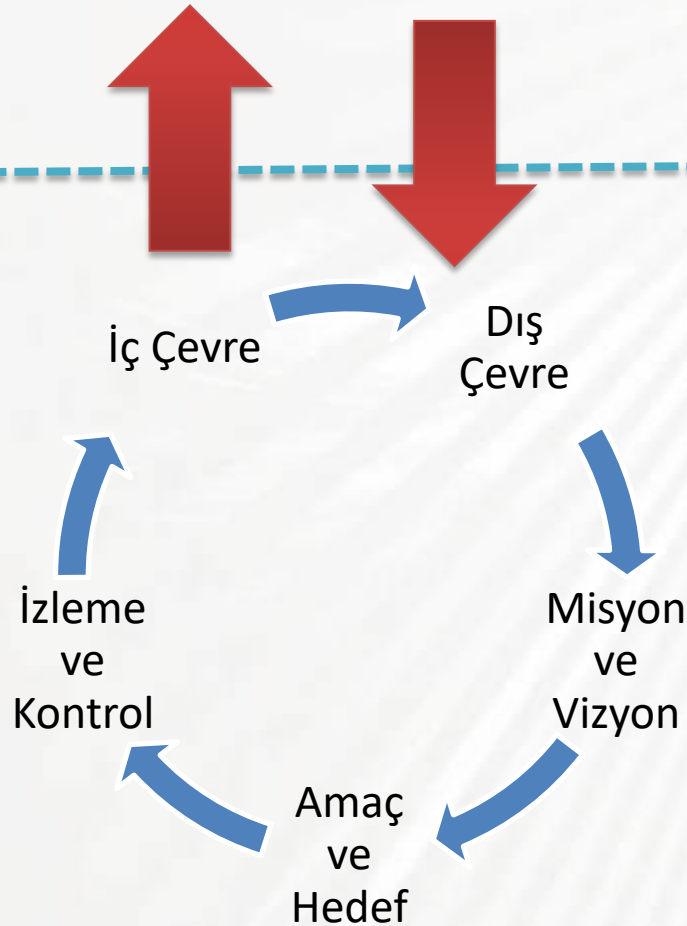 İç Çevre
Dış
Çevre
Misyon
ve
Vizyon
Amaç
ve
Hedef
İzleme
ve
Kontrol